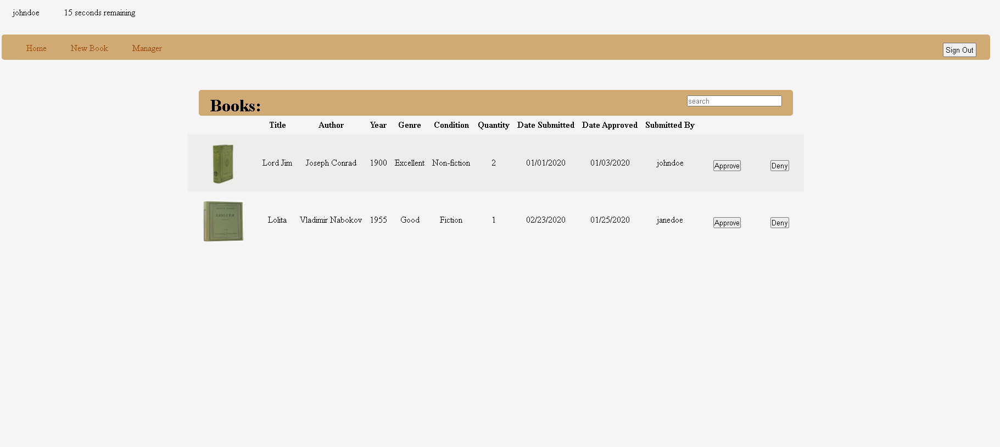 johndoe 15 seconds remaining
Home New Book Manager Sign Out
Books: search
Title Author Year Genre Condition Quantity Date Submitted Date Approved Submitted By
Lord Jim Joseph Conrad 1900 Excellent Non-fiction 2 01/01/2020 01/03/2020 johndoe Approve Deny
Lolita Vladimir Nabokov 1955 Good Fiction 1 02/23/2020 01/25/2020 janedoe Approve Deny